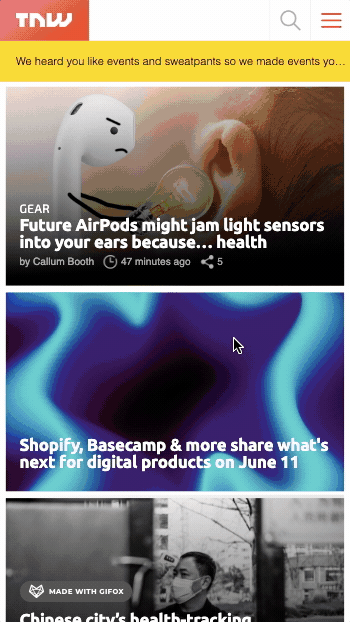 TNW
We heard you like events and sweatpants so we made events yo...
GEAR
Future AirPods might jam light sensors
into your ears because... health
by Callum Booth 47 minutes ago 5
Shopify, Basecamp & more share what's
next for digital products on June 11
MADE WITH GIFOX
Chinese city's health-tracking